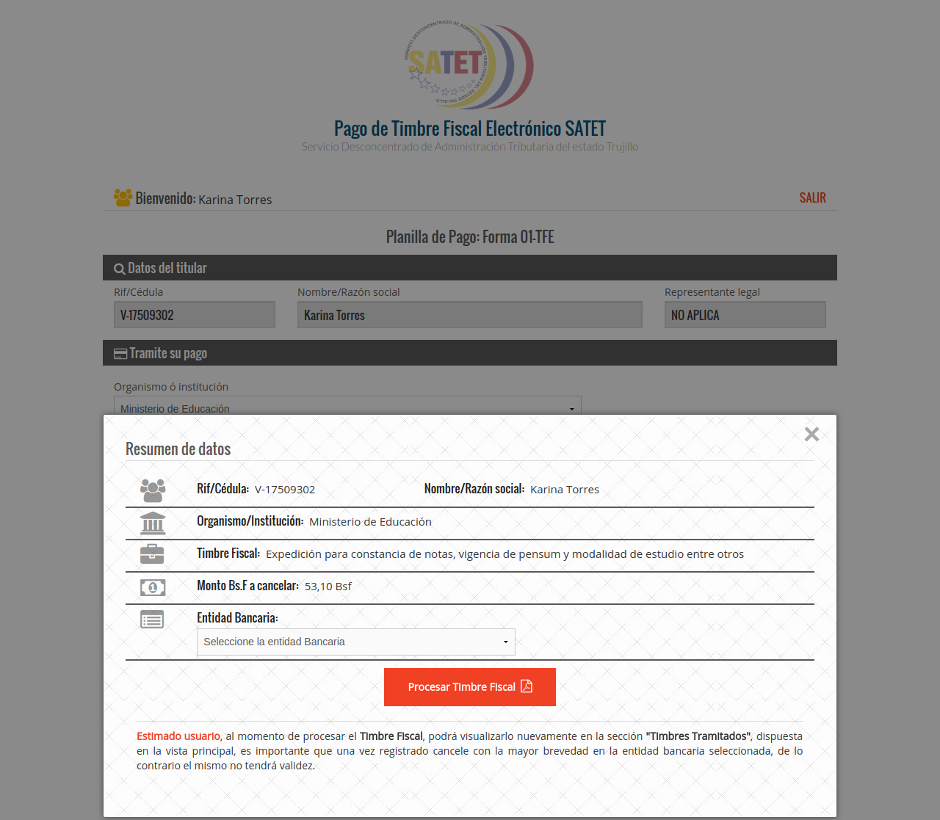 SATET
Pago de Timbre Fiscal Electrónico SATET
Servicio Desconcentrado de Administración Tributaria del estado Trujillo
Bienvenido: Karina Torres
SALIR
Planilla de Pago: Forma 01-TFE
Datos del titular
Rif/Cédula
Nombre/Razón social
Representante legal
V-17509302
Karina Torres
NO APLICA
Tramite su pago
Organismo ó institución
Ministerio de Educación
Resumen de datos
Rif/Cédula: V-17509302
Nombre/Razón social: Karina Torres
Organismo/Institución: Ministerio de Educación
Timbre Fiscal: Expedición para constancia de notas, vigencia de pensum y modalidad de estudio entre otros
Monto Bs.F a cancelar: 53,10 Bsf
Entidad Bancaria:
Seleccione la entidad Bancaria
Procesar Timbre Fiscal
Estimado usuario, al momento de procesar el Timbre Fiscal, podrá visualizarlo nuevamente en la sección "Timbres Tramitados", dispuesta
en la vista principal, es importante que una vez registrado cancele con la mayor brevedad en la entidad bancaria seleccionada, de lo
contrario el mismo no tendrá validez.